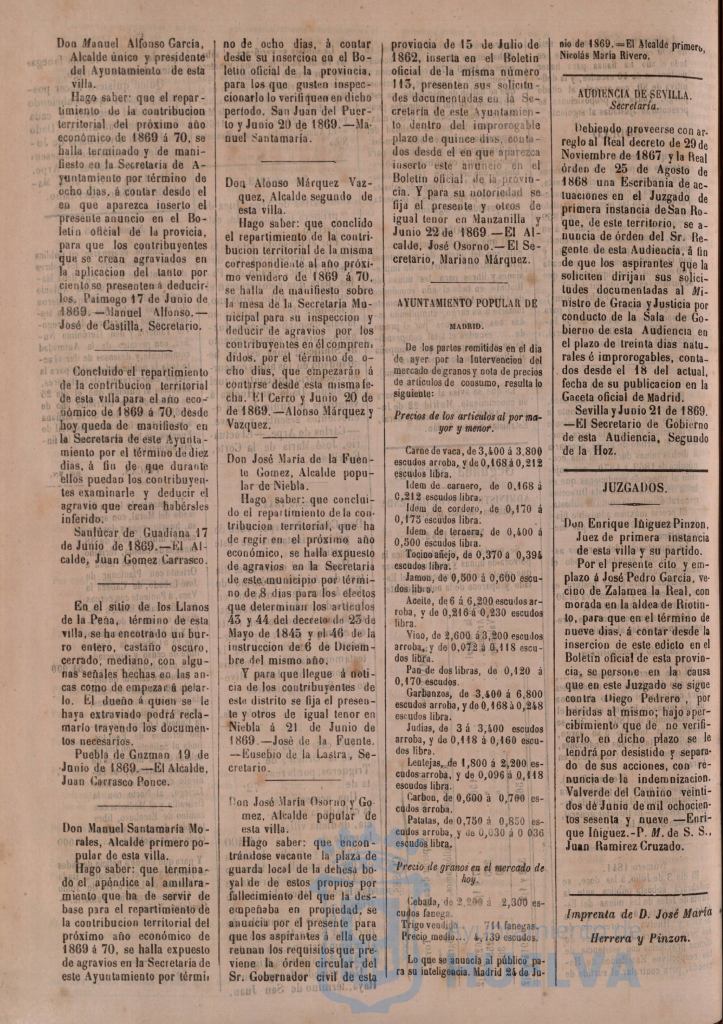 Don Manuel Alfonso Garcia,
Alcalde único y presidente
del Ayuntamiento de esta
villa.
Hago saber: que el repar-
timiento de la contribucion
territorial del próximo año
económico de 1869 á 70, se
halla terminado y de mani-
fiesto en la Secretaria de A-
yuntamiento por término de
ocho dias, á contar desde el
en que aparezca inserto el
presente anuncio en el Bo-
letin oficial de la provicia,
para que los contribuyentes
que se crean agraviados en
la aplicacion del tanto por
ciento se presenten á deducir-
los. Paimogo 17 de Junio de
1869.—Manuel Alfonso.—
José de Castilla, Secretario.
Concluido el repartimiento
de la contribucion territorial
de esta villa para el año eco-
nómico de 1869 á 70, desde
hoy queda de manifiesto en
la Secretaría de este Ayunta-
miento por el término de diez
dias, á fin de que durante
ellos puedan los contribuyen-
tes examinarle y deducir el
agravio que crean habérsles
inferido.
Sanlúcar de Guadiana 17
de Junio de 1869.—El Al-
calde, Juan Gomez Carrasco.
En el sitio de los Llanos
de la Peña, término de esta
villa, se ha encotrado un bur-
ro entero, castaño oscuro,
cerrado, mediano, con algu-
nas señales hechas en las an-
cas como de empezar á pelar-
lo. El dueño á quien se le
haya extraviado podrá recla-
marlo trayendo los documen-
tos necesarios.
Puebla de Guzman 19 de
Junio de 1869.—El Alcalde,
Juan Carrasco Ponce.
Don Manuel Santamaría Mo-
rales, Alcalde primero po-
pular de esta villa.
Hago saber: que termina-
do el apéndice al amillara-
miento que ha de servir de
base para el repartimiento de
la contribucion territorial del
próximo año económico de
1869 á 70, se halla expuesto
de agravios en la Secretaria de
este Ayuntamiento por térmi-
no de ocho dias, á contar
desde su insercion en el Bo-
letin oficial de la provincia,
para los que gusten inspec-
cionarlo lo verifiquen en dicho
periodo. San Juan del Puer-
to y Junio 20 de 1869.—Ma-
nuel Santamaría.
Don Alonso Márquez Vaz-
quez, Alcalde segundo de
esta villa.
Hago saber: que conclido
el repartimiento de la contri-
bucion territorial de la misma
correspondiente al año próxi-
mo venidero de 1869 á 70,
se halla de manifiesto sobre
la mesa de la Secretaria Mu-
nicipal para su inspeccion y
deducir de agravios por los
contribuyentes en él compren-
didos, por el término de o-
cho dias, que empezarán á
contarse desde esta misma fe-
cha. El Cerro y Junio 20 de
de 1869.—Alonso Márquez y
Vazquez.
Don José María de la Fuen-
te Gomez, Alcalde popu-
lar de Niebla.
Hago saber: que conclui-
do el repartimiento de la con-
tribucion territorial, que ha
de regir en el próximo año
económico, se halla expuesto
de agravios en la Secretaria
de este municipio por térmi-
no de 8 dias para los efectos
que determinan los artículos
43 y 44 del decreto de 23 de
Mayo de 1845 y el 46 de la
instruccion de 6 de Diciem-
bre del mismo año.
Y para que llegue á noti-
cia de los contribuyentes de
este distrito se fija el presen-
te y otros de igual tenor en
Niebla á 21 de Junio de
1869.—José de la Fuente.
—Eusebio de la Lastra, Se-
cretario.
Don José María Osorno y Go-
mez, Alcalde popular de
esta villa.
Hago saber: que encon-
trándose vacante la plaza de
guarda local de la dehesa bo-
yal de de estos propios por
fallecimiento del que la des-
empeñaba en propiedad, se
anuncia por el presente para
que los aspirantes á ella que
reunan los requisitos que pre-
viene la órden circular del
Sr. Gobernador civil de esta
provincia de 15 de Julio de
1862, inserta en el Boletin
oficial de la misma número
113, presenten sus solicitu-
des documentadas en la Se-
cretaría de este Ayuntamien-
to dentro del improrogable
plazo de quince dias, conta-
dos desde el en que aparezca
inserto este anuncio en el
Boletin oficial de la provin-
cia. Y para su notoriedad se
fija el presente y otros de
igual tenor en Manzanilla y
Junio 22 de 1869—El Al-
calde, José Osorno.—El Se-
cretario, Mariano Márquez.
AYUNTAMIENTO POPULAR DE
MADRID.
De los partes remitidos en el dia
de ayer por la Intervencion del
mercado de granos y nota de precios
de artículos de consumo, resulta lo
siguiente:
Precios de los artículos al por ma-
yor y menor.
Carne de vaca, de 3,400 á 3,800
escudos arroba, y de 0,168 á 0,212
escudos libra.
Idem de carnero, de 0,168 á
0,212 escudos libra.
Idem de cordero, de 0,170 á
0,175 escudos libra.
Idem de ternera, de 0,400 á
0,500 escudos libra.
Tocino añejo, de 0,370 á 0,394
escudos libra.
Jamon, de 0,500 á 0,600 escu-
dos libra.
Aceite, de 6 á 6,200 escudos ar-
roba, y de 0,216 á 0,230 escudos
libra.
Vino, de 2,600 á 3,200 escudos
arroba, y de 0,072 á 0,118 escu-
dos libra.
Pan de dos libras, de 0,120 á
0,170 escudos.
Garbanzos, de 3,400 á 6,800
escudos arroba, y de 0,168 á 0,248
escudos libra.
Judias, de 3 á 3,400 escudos
arroba, y de 0,118 á 0,160 escu-
dos libra.
Lentejas, de 1,800 á 2,200 es-
cudos arroba, y de 0,096 á 0,118
escudos libra.
Carbon, de 0,600 á 0,700 es-
cudos arroba.
Patatas, de 0,750 á 0,850 es-
cudos arroba, y de 0,030 á 0 036
escudos libra.
Precio de granos en el mercado de
hoy.
Cebada, de 2,200 á 2,300 es-
cudos fanega.
Trigo vendido 744 fanegas.
Precio medio... 4,739 escudos.
Lo que se anuncia al público pa-
ra su inteligencia. Madrid 24 de Ju-
nio de 1869.=El Alcalde primero,
Nicolás María Rivero.
AUDIENCIA DE SEVILLA.
Secretaría.
Debiendo proveerse con ar-
reglo al Real decreto de 29 de
Noviembre de 1867 y la Real
órden de 25 de Agosto de
1868 una Escribanía de ac-
tuaciones en el Juzgado de
primera instancia de San Ro-
que, de este territorio, se a-
nuncia de órden del Sr. Re-
gente de esta Audiencia, á fin
de que los aspirantes que la
soliciten dirijan sus solici-
tudes documentadas al Mi-
nistro de Gracia y Justicia por
conducto de la Sala de Go-
bierno de esta Audiencia en
el plazo de treinta dias natu-
rales é improrogables, conta-
dos desde el 18 del actual,
fecha de su publicacion en la
Gaceta oficial de Madrid.
Sevilla y Junio 21 de 1869.
—El Secretario de Gobierno
de esta Audiencia, Segundo
de la Hoz.
JUZGADOS.
Don Enrique Iñiguez Pinzon,
Juez de primera instancia
de esta villa y su partido.
Por el presente cito y em-
plazo á José Pedro García, ve-
cino de Zalamea la Real, con
morada en la aldea de Riotin-
to, para que en el término de
nueve dias, á contar desde la
insercion de este edicto en el
Boletin oficial de esta provin-
cia, se persone en la causa
que en este Juzgado se sigue
contra Diego Pedrero, por
heridas al mismo; bajo aper-
cibimiento que de no verifi-
carlo en dicho plazo se le
tendrá por desistido y separa-
do de sus acciones, con re-
nuncia de la indemnizacion.
Valverde del Camino veinti-
dos dé Junio de mil ochocien-
tos sesenta y nueve—Enri-
que Iñiguez.-P. M. de S. S.,
Juan Ramirez Cruzado.
Imprenta de D. José María
Herrera y Pinzon.
HUELVA